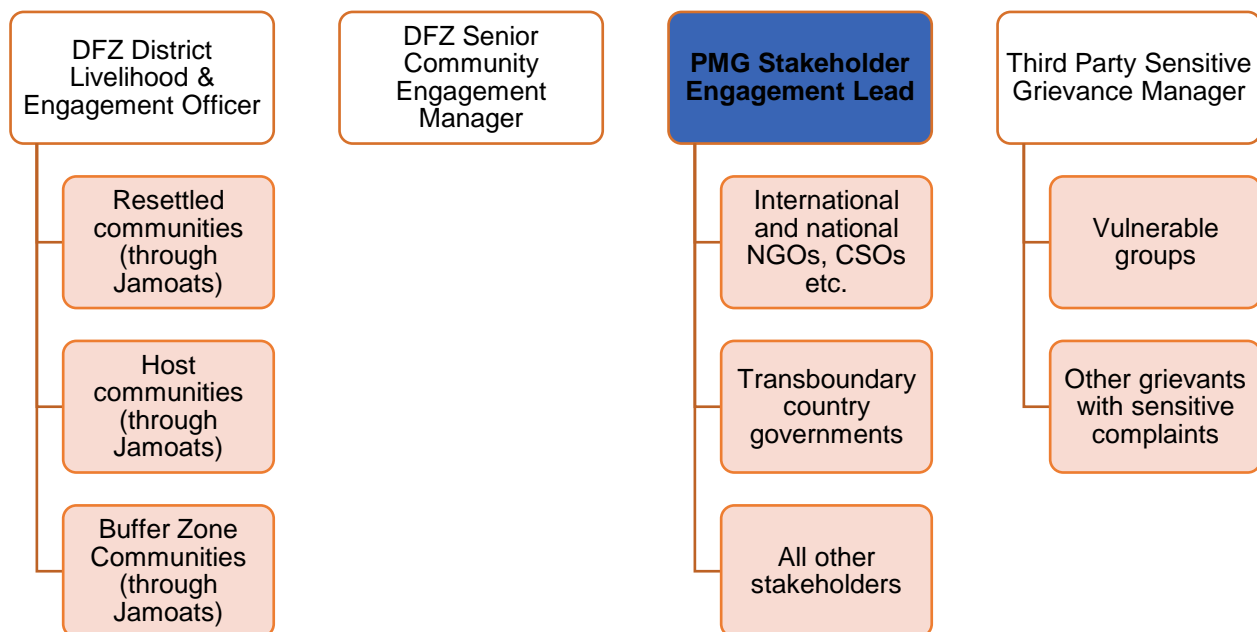 DFZ District
Livelihood &
Engagement Officer
Resettled
communities
(through
Jamoats)
Host
communities
(through
Jamoats)
Buffer Zone
Communities
(through
Jamoats)
DFZ Senior
Community
Engagement
Manager
PMG Stakeholder
Engagement Lead
International
and national
NGOs, CSOs
etc.
Transboundary
country
governments
All other
stakeholders
Third Party Sensitive
Grievance Manager
Vulnerable
groups
Other grievants
with sensitive
complaints